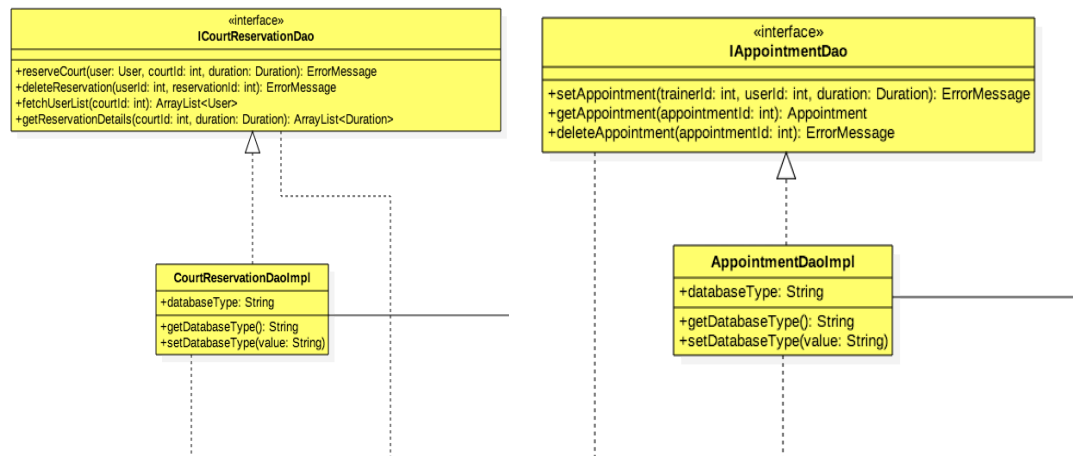 «interface»
ICourtReservationDao
+reserveCourt(user: User, courtId: int, duration: Duration): ErrorMessage
+deleteReservation(userId: int, reservationId: int): ErrorMessage
+fetchUserList(courtId: int): ArrayList<User>
+getReservationDetails(courtId: int, duration: Duration): ArrayList<Duration>
CourtReservationDaoImpl
+databaseType: String
+getDatabaseType(): String
+setDatabaseType(value: String)
«interface»
IAppointmentDao
+setAppointment(trainerId: int, userId: int, duration: Duration): ErrorMessage
+getAppointment(appointmentId: int): Appointment
+deleteAppointment(appointmentId: int): ErrorMessage
AppointmentDaoImpl
+databaseType: String
+getDatabaseType(): String
+setDatabaseType(value: String)